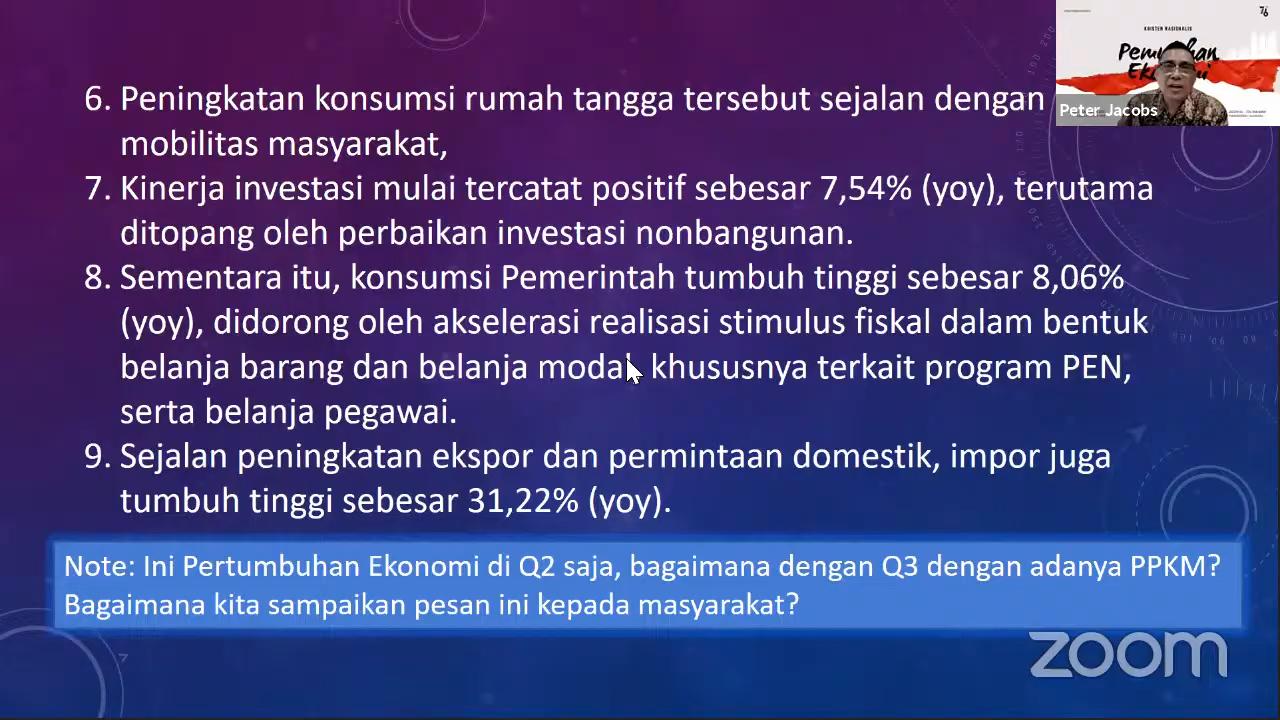 6. Peningkatan konsumsi rumah tangga tersebut sejalan dengan
mobilitas masyarakat,
7. Kinerja investasi mulai tercatat positif sebesar 7,54% (yoy), terutama
ditopang oleh perbaikan investasi nonbangunan.
8. Sementara itu, konsumsi Pemerintah tumbuh tinggi sebesar 8,06%
(yoy), didorong oleh akselerasi realisasi stimulus fiskal dalam bentuk
belanja barang dan belanja modal khususnya terkait program PEN,
serta belanja pegawai.
9. Sejalan peningkatan ekspor dan permintaan domestik, impor juga
tumbuh tinggi sebesar 31,22% (yoy).
Note: Ini Pertumbuhan Ekonomi di Q2 saja, bagaimana dengan Q3 dengan adanya PPKM?
Bagaimana kita sampaikan pesan ini kepada masyarakat?
76
KRISTEN NASIONALIS
Peter Jacobs
zoom